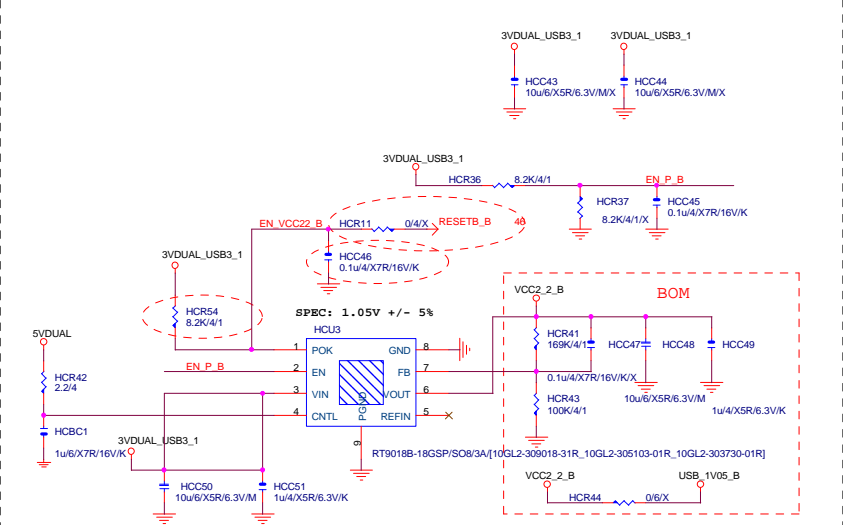 3VDUAL_USB3_1
3VDUAL_USB3_1
HCC43
10u/6/X5R/6.3V/M/X
HCC44
10u/6/X5R/6.3V/M/X
3VDUAL_USB3_1
HCR36
8.2K/4/1
EN_P_B
HCR37
8.2K/4/1/X
HCC45
0.1u/4/X7R/16V/K
EN_VCC22_B
HCR11
0/4/X
RESETB_B
46
HCC46
0.1u/4/X7R/16V/K
3VDUAL_USB3_1
HCR54
8.2K/4/1
SPEC: 1.05V +/- 5%
VCC2_2_B
BOM
5VDUAL
HCU3
HCR41
169K/4/1
HCC47
HCC48
HCC49
1
POK
GND
8
EN_P_B
2
EN
FB
7
0.1u/4/X7R/16V/K/X
HCR42
2.2/4
3
VIN
VOUT
6
10u/6/X5R/6.3V/M
HCR43
100K/4/1
1u/4/X5R/6.3V/K
4
CNTL
PGND
REFIN
5
HCBC1
1u/6/X7R/16V/K
3VDUAL_USB3_1
9
RT9018B-18GSP/SO8/3A/[10GL2-309018-31R_10GL2-305103-01R_10GL2-303730-01R]
HCC50
10u/6/X5R/6.3V/M
HCC51
1u/4/X5R/6.3V/K
VCC2_2_B
USB_1V05_B
HCR44
0/6/X